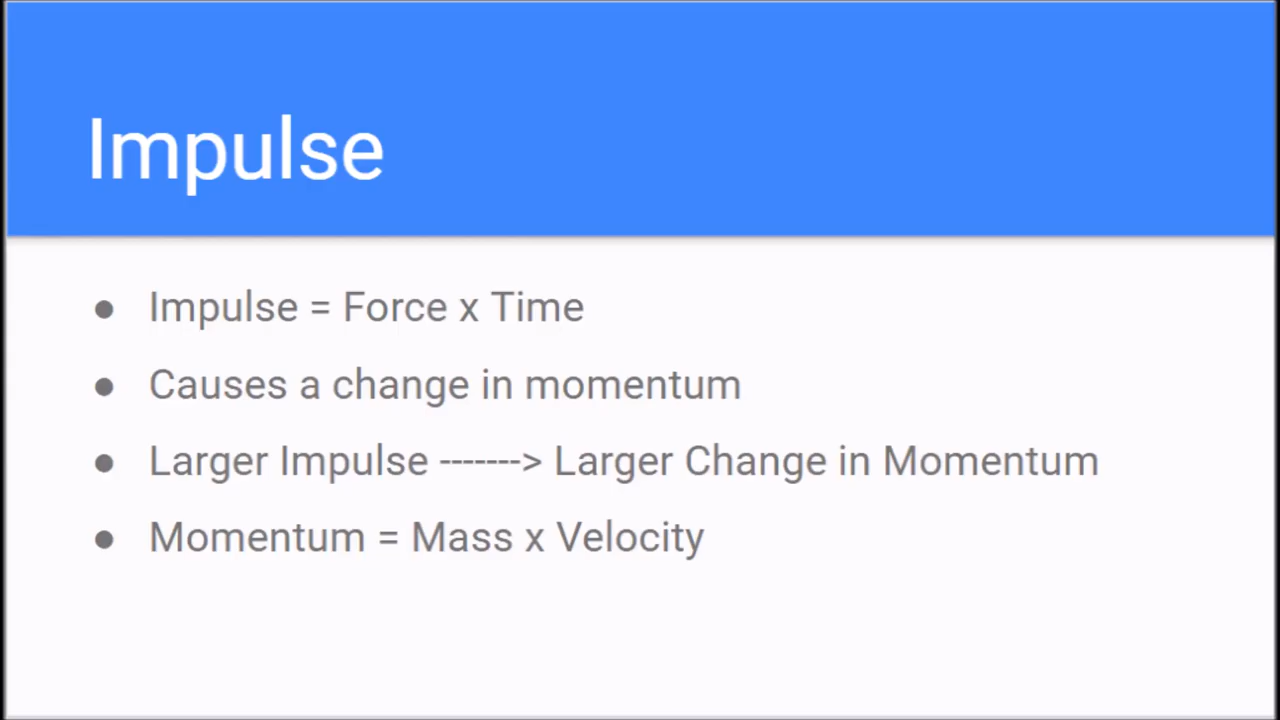 Impulse
● Impulse = Force x Time
● Causes a change in momentum
● Larger Impulse -------> Larger Change in Momentum
● Momentum = Mass x Velocity